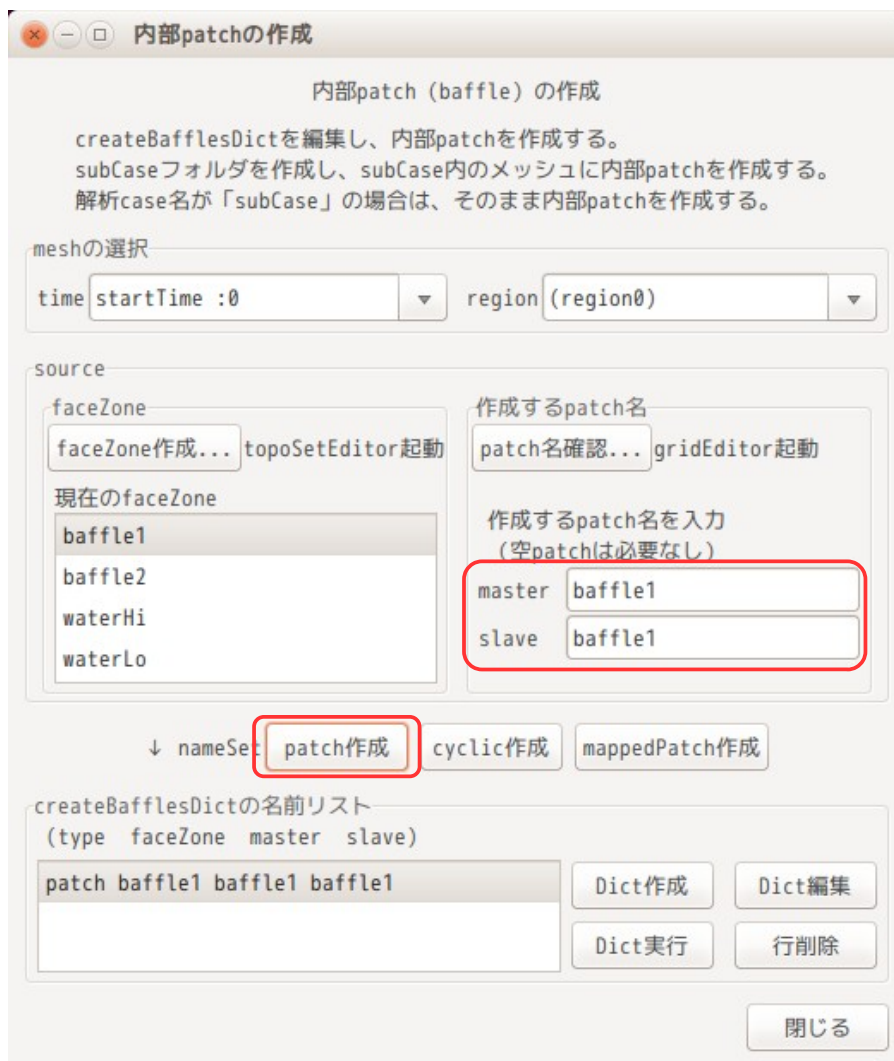 内部patchの作成
内部patch (baffle) の作成
createBafflesDictを編集し、内部patchを作成する。
subCaseフォルダを作成し、subCase内のメッシュに内部patchを作成する。
解析case名が「subCase」の場合は、そのまま内部patchを作成する。
meshの選択
time startTime :0 region (region0)
source
faceZone
faceZone作成... topoSetEditor起動
現在のfaceZone
baffle1
baffle2
waterHi
waterLo
作成するpatch名
patch名確認... gridEditor起動
作成するpatch名を入力
(空patchは必要なし)
master baffle1
slave baffle1
↓ nameSet patch作成 cyclic作成 mappedPatch作成
createBafflesDictの名前リスト
(type faceZone master slave)
patch baffle1 baffle1 baffle1
Dict作成 Dict編集
Dict実行 行削除
閉じる